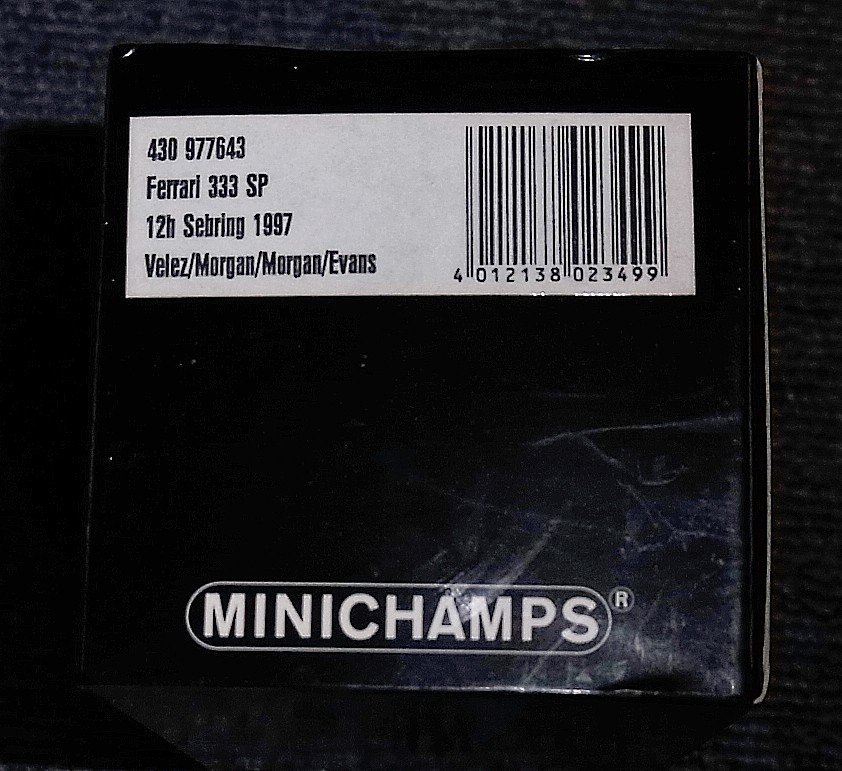 430 977643
Ferrari 333 SP
12h Sebring 1997
Velez/Morgan/Morgan/Evans
4 012138 023499
MINICHAMPS®